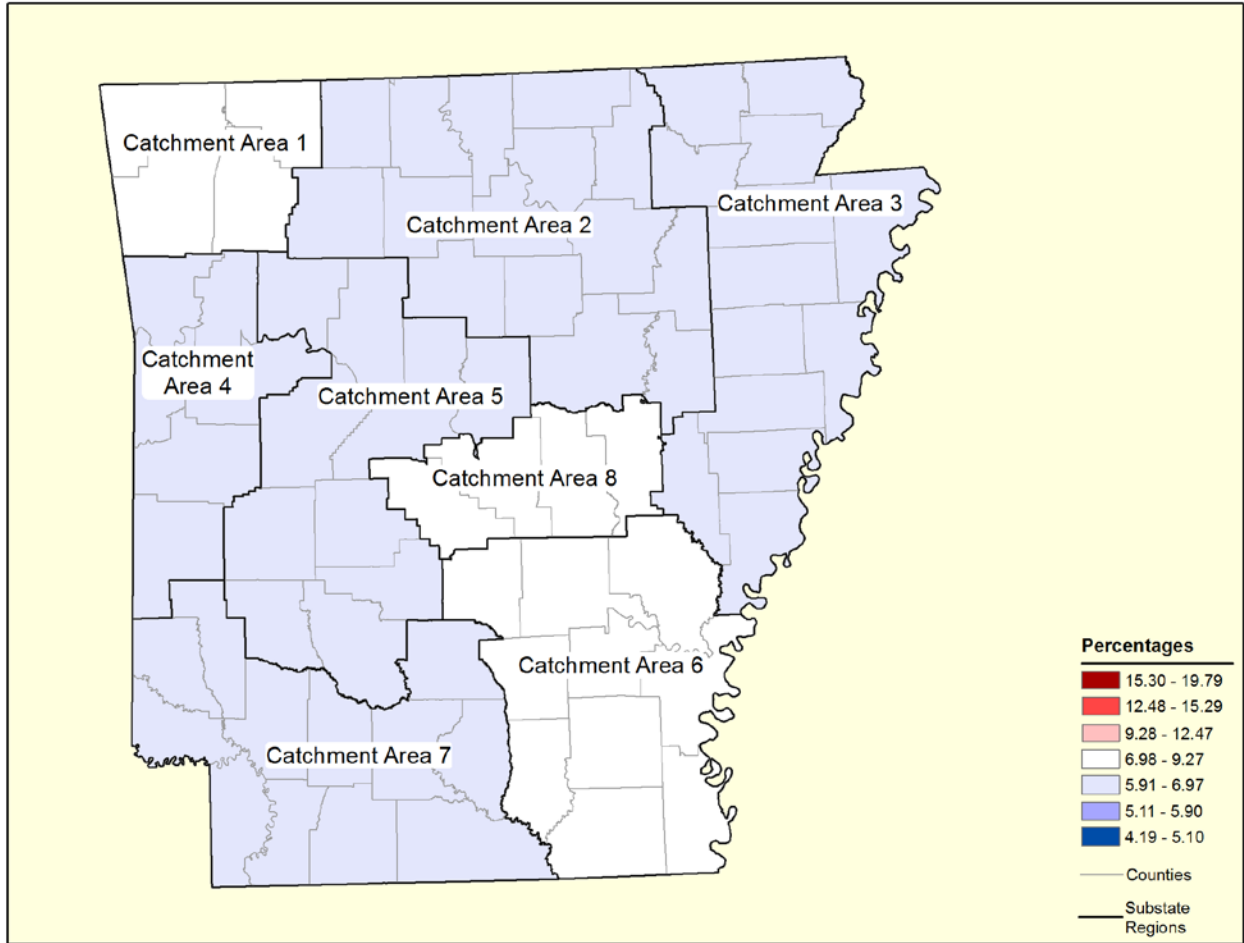 Catchment Area 1
Catchment Area 2
Catchment Area 3
Catchment
Area 4
Catchment Area 5
Catchment Area 8
Catchment Area 6
Catchment Area 7
Percentages
15.30 - 19.79
12.48 - 15.29
9.28 - 12.47
6.98 - 9.27
5.91 - 6.97
5.11 - 5.90
4.19 - 5.10
Counties
Substate
Regions